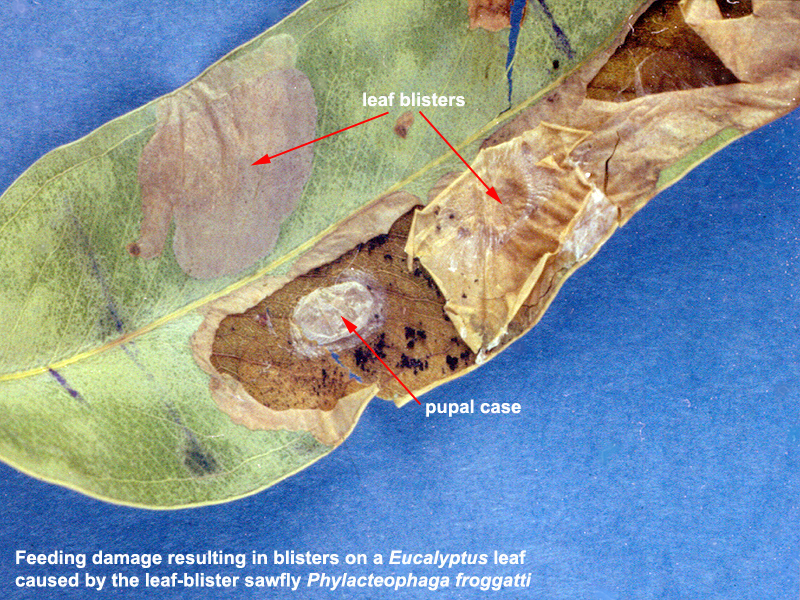 leaf blisters
pupal case
Feeding damage resulting in blisters on a Eucalyptus leaf
caused by the leaf-blister sawfly Phylacteophaga froggatti